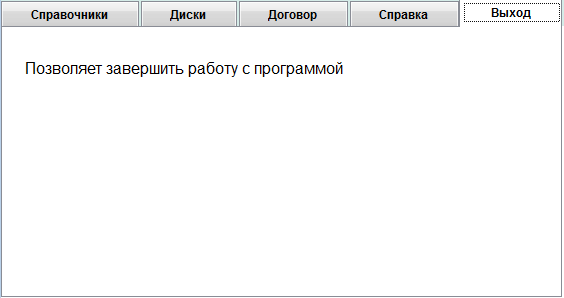 Справочники Диски Договор Справка Выход
Позволяет завершить работу с программой